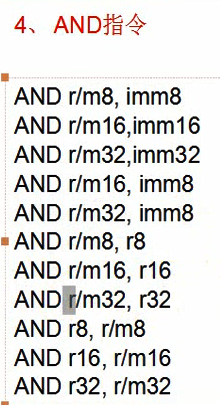 4、 AND指令
AND r/m8, imm8
AND r/m16,imm16
AND r/m32,imm32
AND r/m16, imm8
AND r/m32, imm8
AND r/m8, r8
AND r/m16, r16
AND r/m32, r32
AND r8, r/m8
AND r16, r/m16
AND r32, r/m32